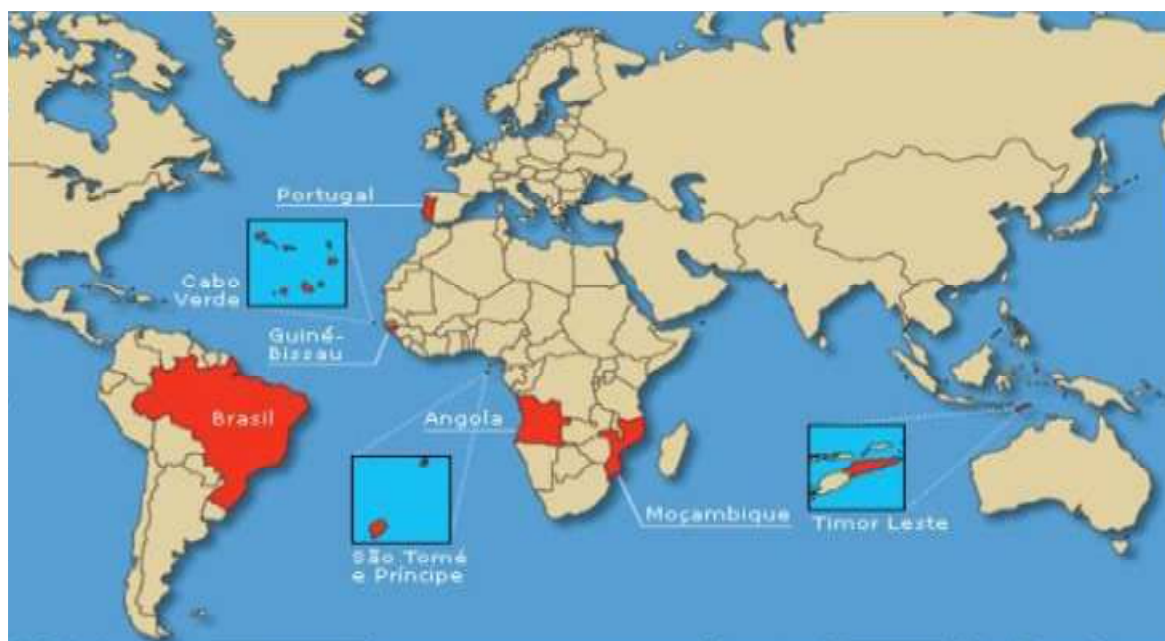 Portugal
Cabo
Verde
Guiné-
Bissau
Brasil
Angola
São Tomé
e Príncipe
Moçambique
Timor Leste